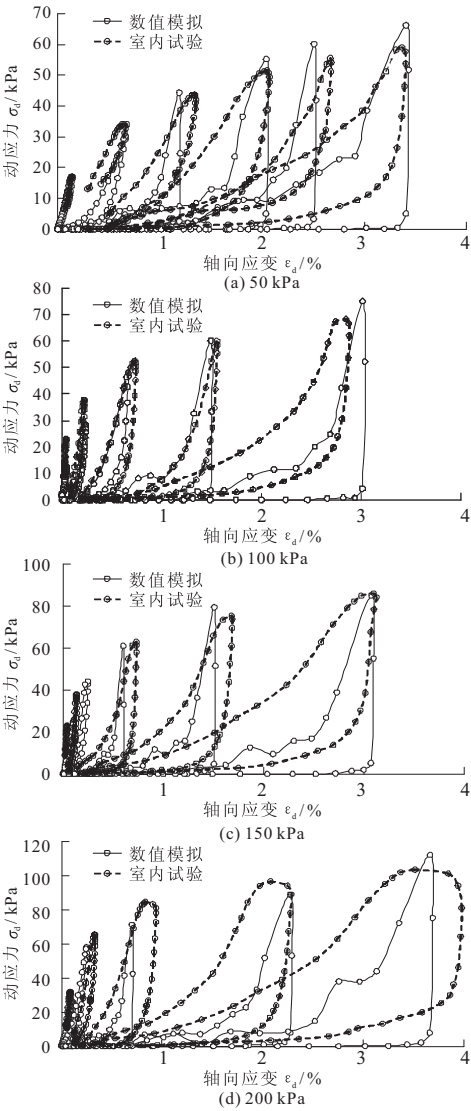 70
数值模拟
60
室内试验
50
40
30
20
10
0
1
2
3
4
动应力 σd/ kPa
轴向应变 εd/%
(a) 50 kPa
80
数值模拟
70
室内试验
60
50
40
30
20
10
0
1
2
3
4
动应力 σd/ kPa
轴向应变 εd/%
(b) 100 kPa
100
数值模拟
室内试验
80
60
40
20
0
1
2
3
4
动应力 σd/ kPa
轴向应变 εd/%
(c) 150 kPa
120
数值模拟
100
室内试验
80
60
40
20
0
1
2
3
4
动应力 σd/ kPa
轴向应变 εd/%
(d) 200 kPa